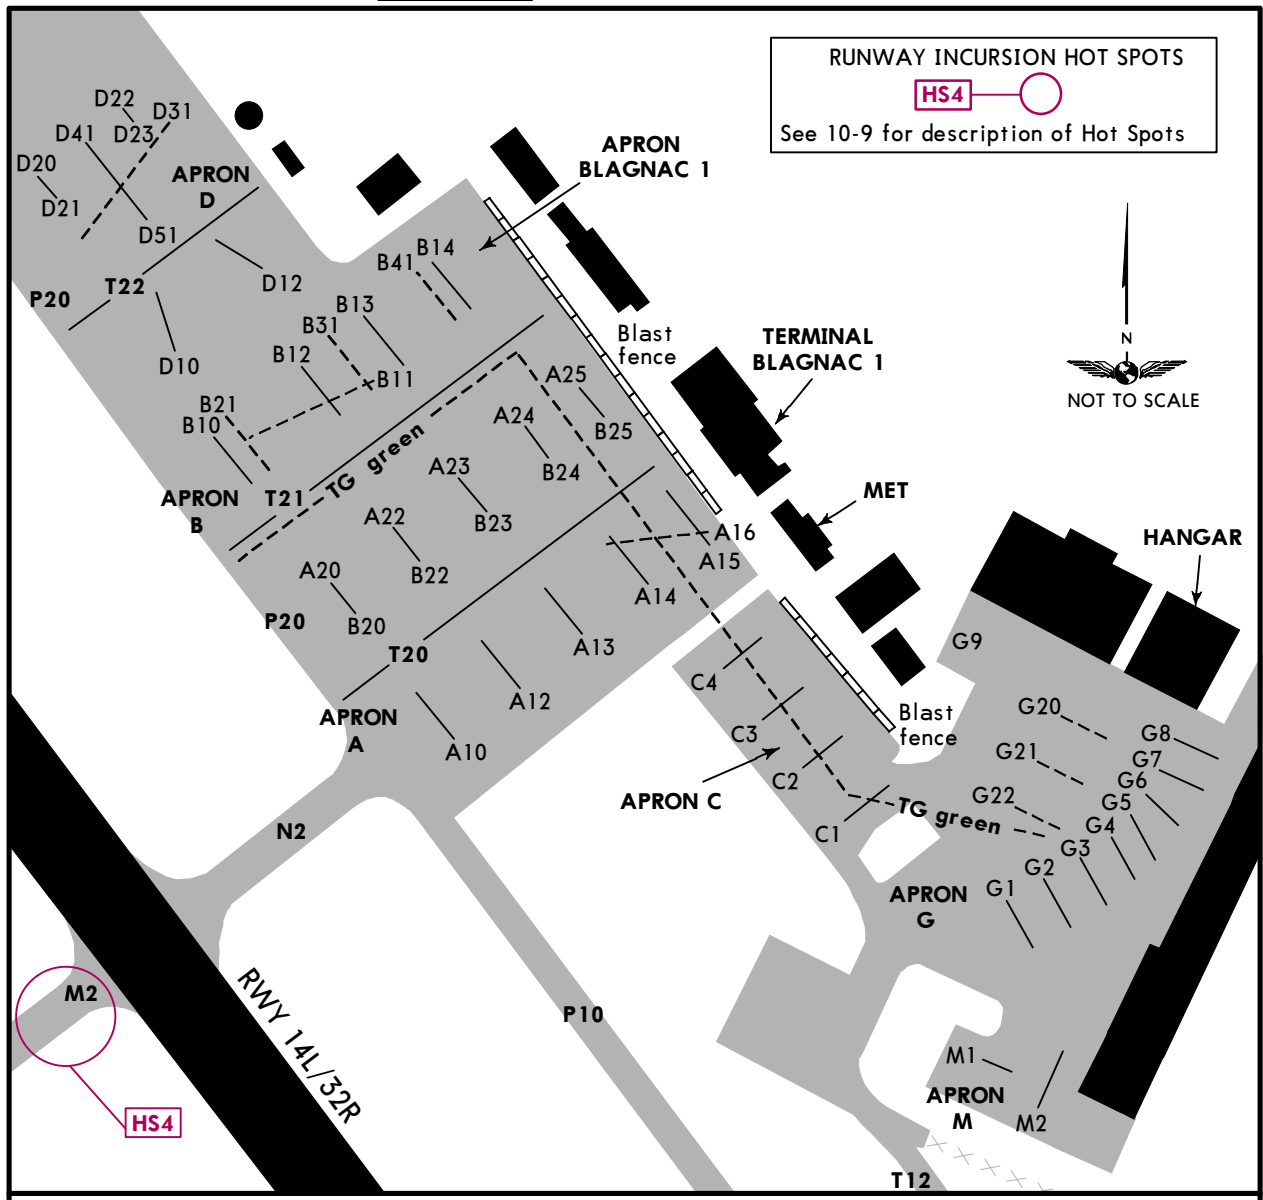 RUNWAY INCURSION HOT SPOTS
HS4
See 10-9 for description of Hot Spots
D22
D31
D41
D23
D20
D21
APRON
D
D51
APRON
BLAGNAC 1
B14
B41
D12
T22
P20
B13
B31
B12
D10
B11
B21
B10
Blast
fence
TERMINAL
BLAGNAC 1
N
NOT TO SCALE
A25
A24
B25
TG green
A23
B24
T21
APRON
B
A22
B23
MET
A16
A15
HANGAR
A20
B22
A14
P20
B20
T20
A13
G9
C4
A12
APRON
A
A10
C3
Blast
fence
G20
G8
G21
G7
C2
G6
APRON C
G22
G5
TG green
G4
C1
N2
G3
G2
G1
APRON
G
M2
RWY 14L/32R
P10
HS4
M1
APRON
M
M2
T12